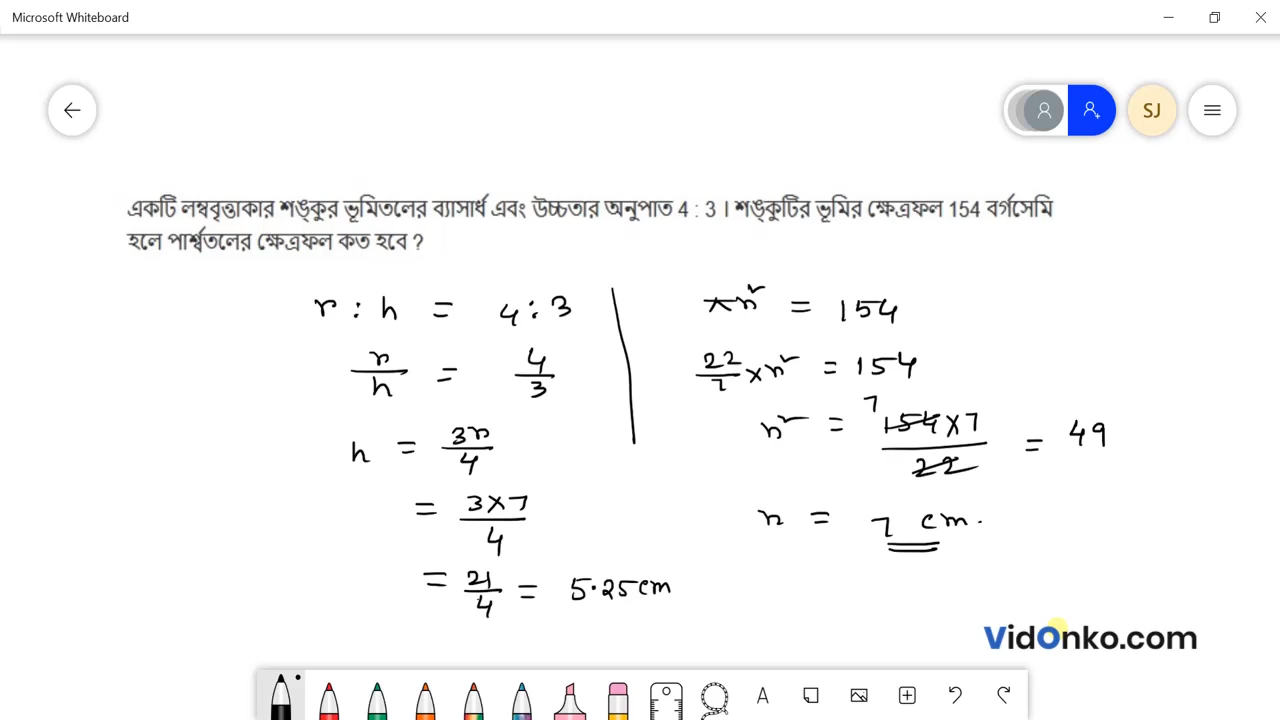 Microsoft Whiteboard
SJ
একটি লম্ববৃত্তাকার শঙ্কুর ভূমিতলের ব্যাসার্ধ এবং উচ্চতার অনুপাত 4 : 3 । শঙ্কুটির ভূমির ক্ষেত্রফল 154 বর্গসেমি
হলে পার্শ্বতলের ক্ষেত্রফল কত হবে ?
r : h = 4 : 3
r/h = 4/3
h = 3r/4
= 3×7/4
= 21/4 = 5.25cm
πr² = 154
22/7 × r² = 154
r² = 7 154×7/22 = 49
r = 7 cm.
VidOnko.com
A